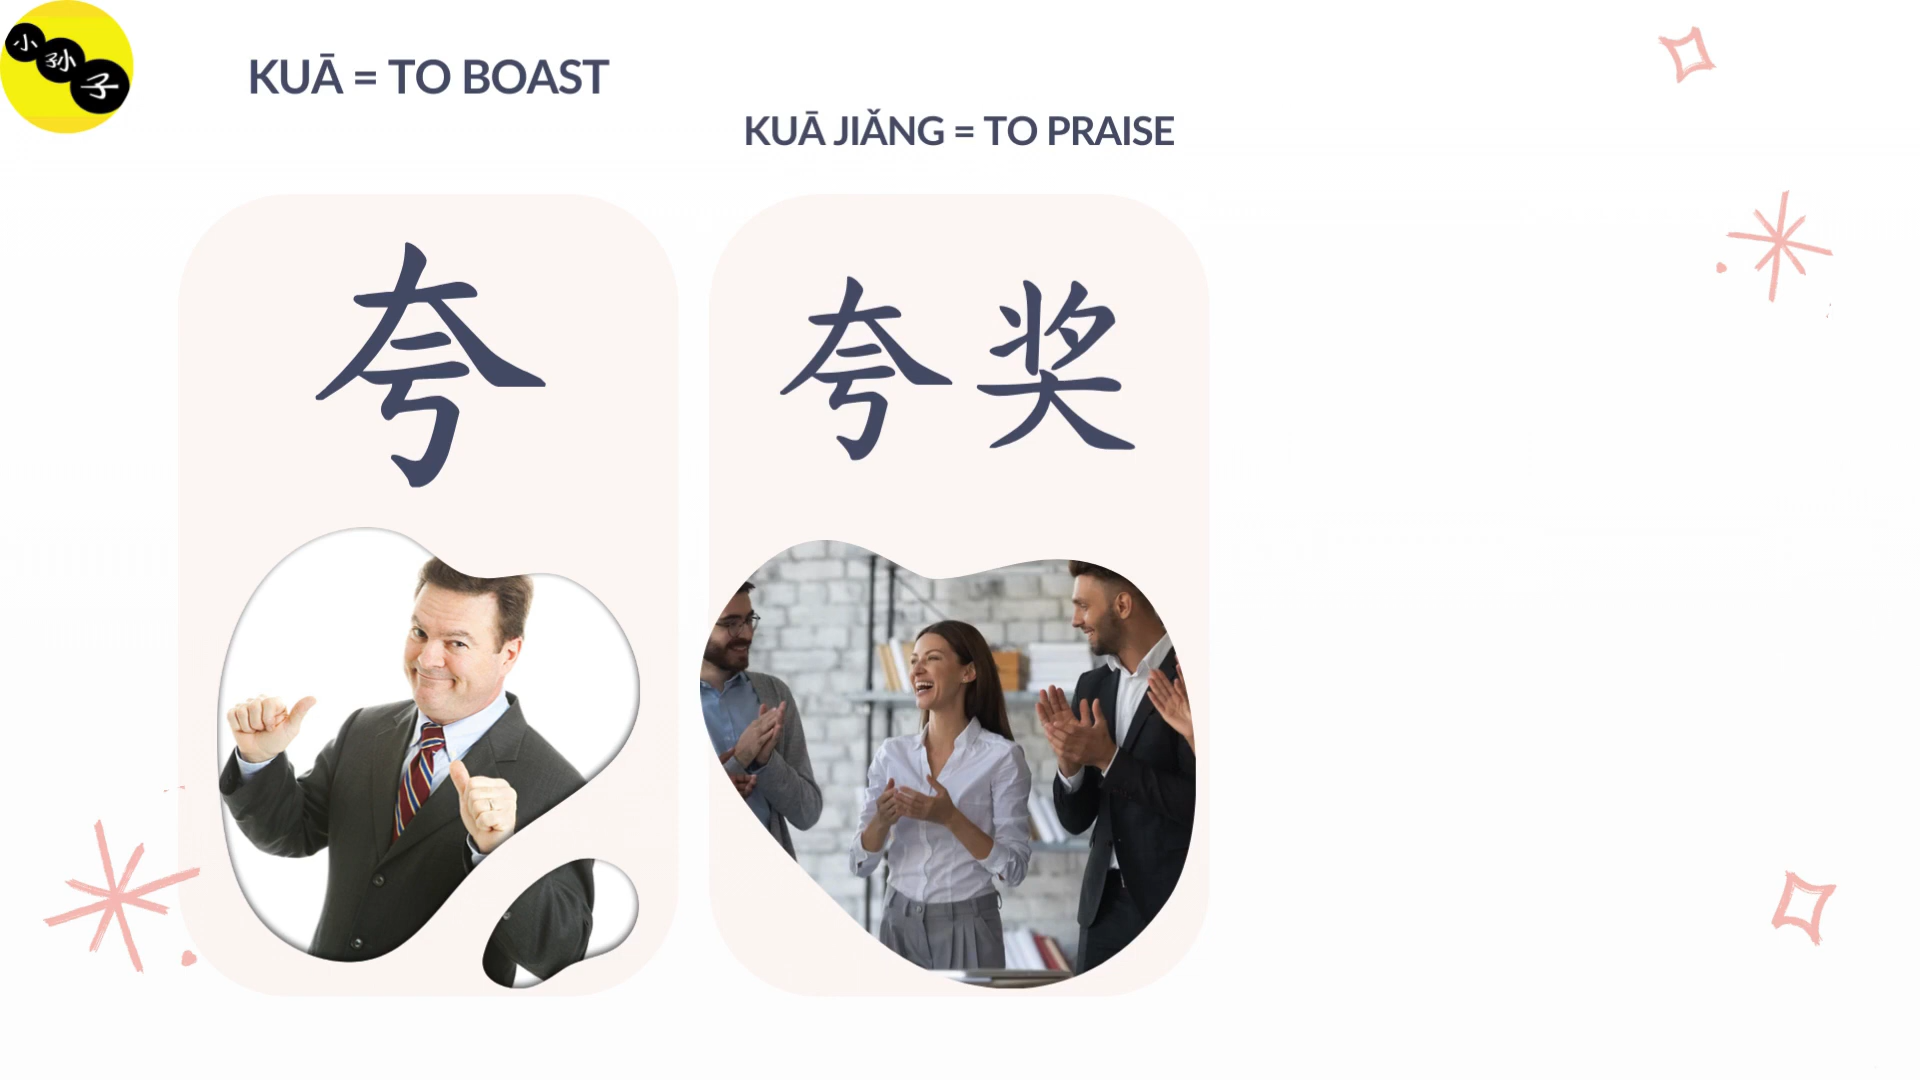 小孙子
KUĀ = TO BOAST
KUĀ JIǍNG = TO PRAISE
夸
夸奖